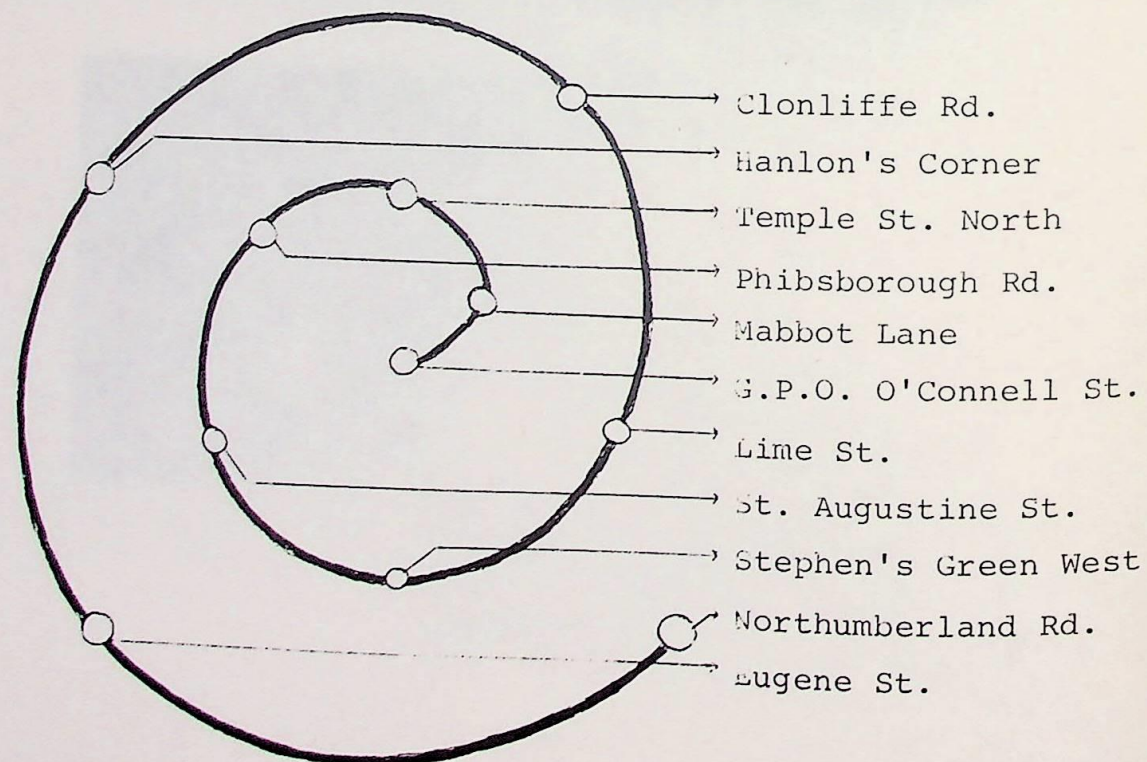 Clonliffe Rd.
Hanlon's Corner
Temple St. North
Phibsborough Rd.
Mabbot Lane
G.P.O. O'Connell St.
Lime St.
St. Augustine St.
Stephen's Green West
Northumberland Rd.
Eugene St.